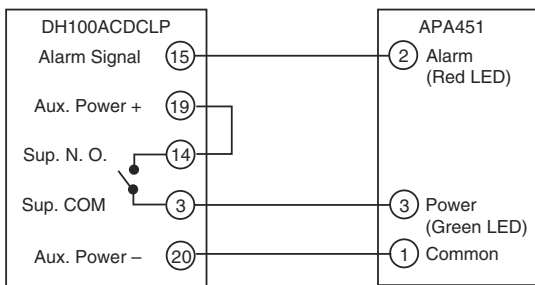 DH100ACDCLP
Alarm Signal 15
Aux. Power + 19
Sup. N. O. 14
Sup. COM 3
Aux. Power – 20
APA451
2 Alarm
(Red LED)
3 Power
(Green LED)
1 Common